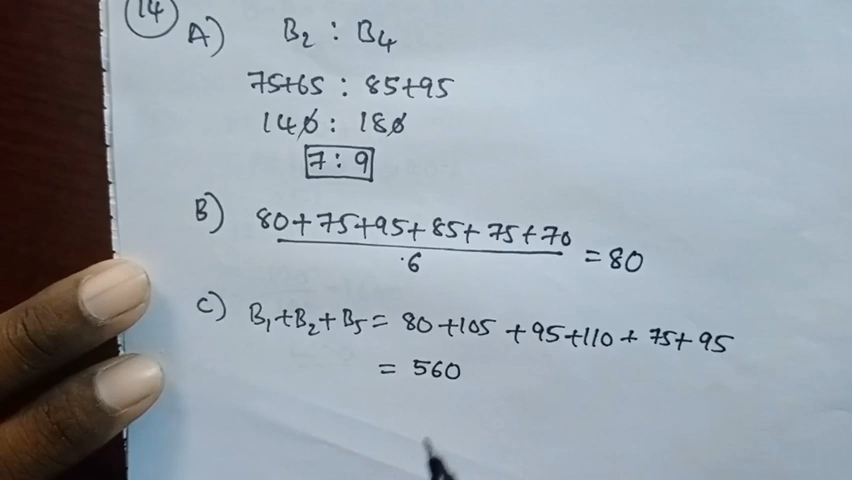 14
A) B₂ : B₄
75+65 : 85+95
140 : 180
7 : 9
B) 80+75+95+85+75+70
6 = 80
C) B₁+B₂+B₅ = 80+105+95+110+75+95
= 560